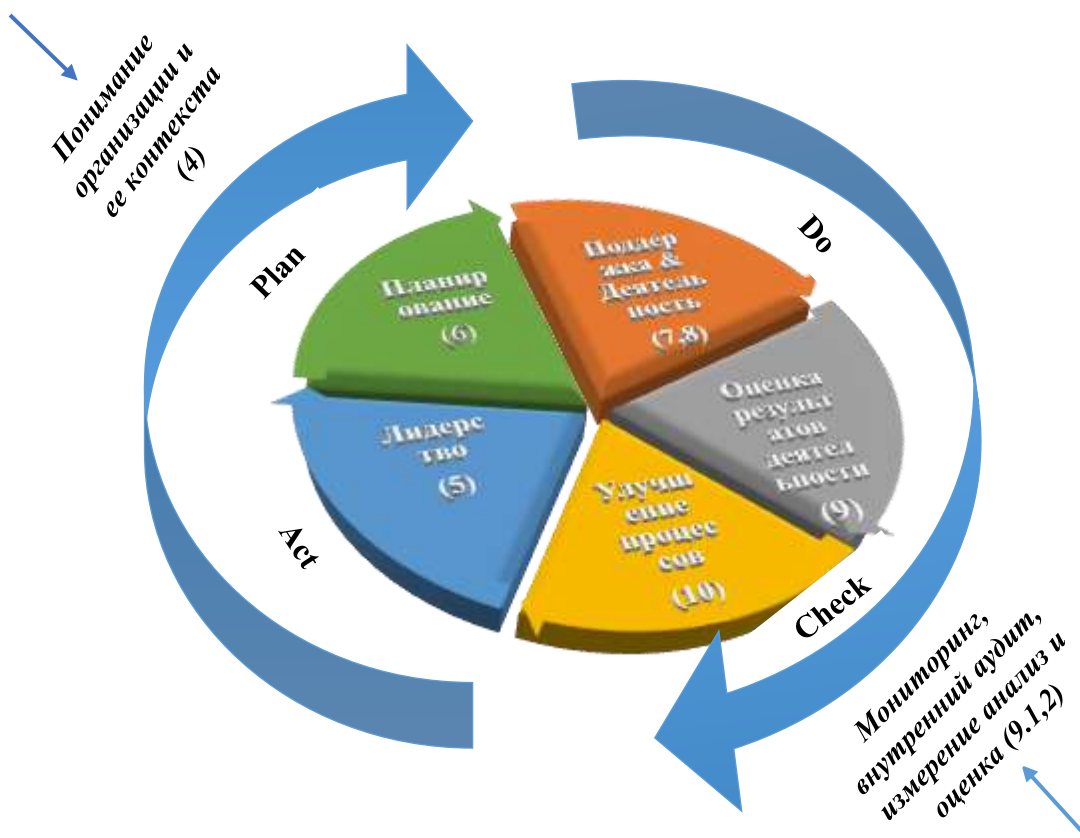 Понимание
организации и
ее контекста
(4)
Plan
Do
Планир
ование
(6)
Поддер
жка &
Деятель
ность
(7,8)
Оценка
результ
атов
деятел
ьности
(9)
Лидерс
тво
(5)
Улучш
ение
процес
сов
(10)
Act
Check
Мониторинг,
внутренний аудит,
измерение анализ и
оценка (9.1,2)